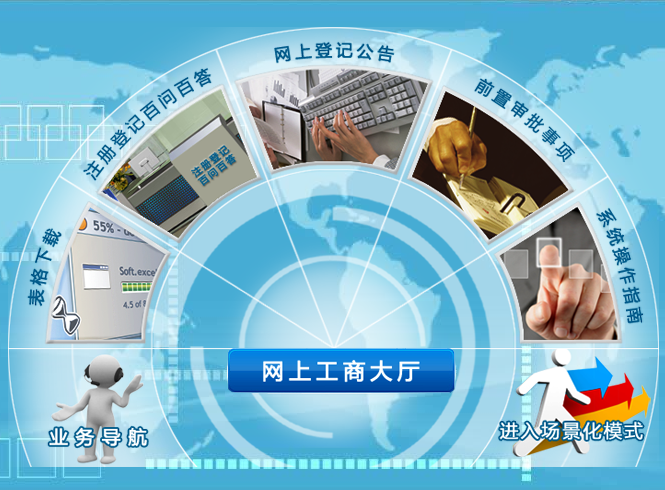 网上登记公告
注册登记百问百答
前置审批事项
注册登记
百问百答
表格下载
系统操作指南
55%
Soft.exe
网上工商大厅
业务导航
进入场景化模式